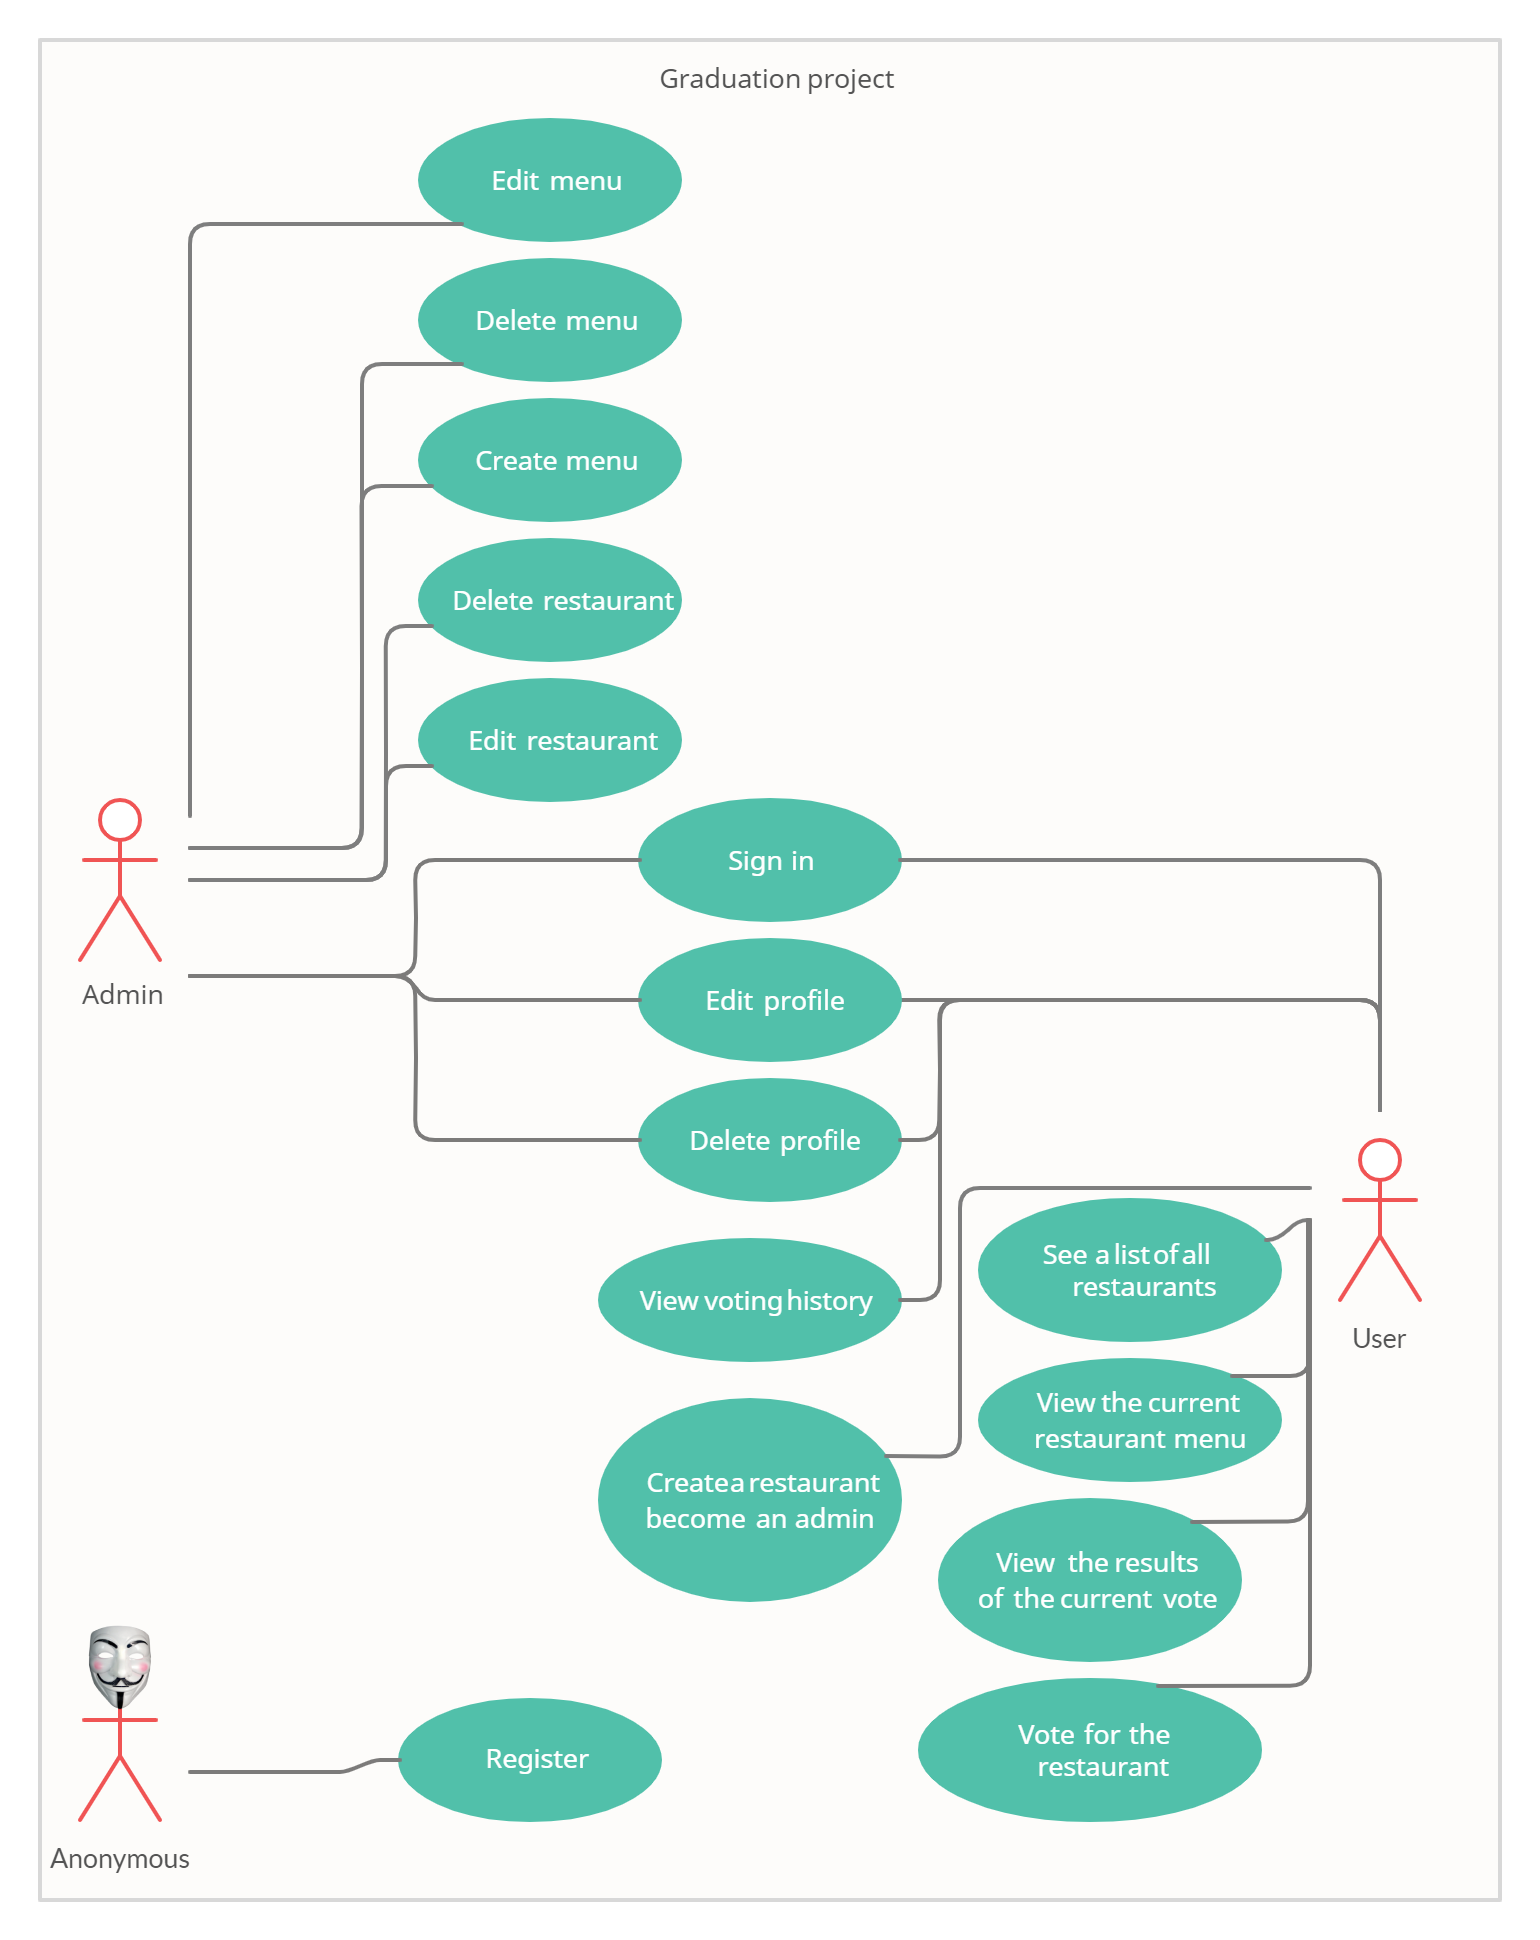 Graduation project
Edit menu
Delete menu
Create menu
Delete restaurant
Edit restaurant
Sign in
Admin
Edit profile
Delete profile
See a list of all
restaurants
View voting history
User
View the current
restaurant menu
Create a restaurant
become an admin
View the results
of the current vote
Vote for the
restaurant
Register
Anonymous